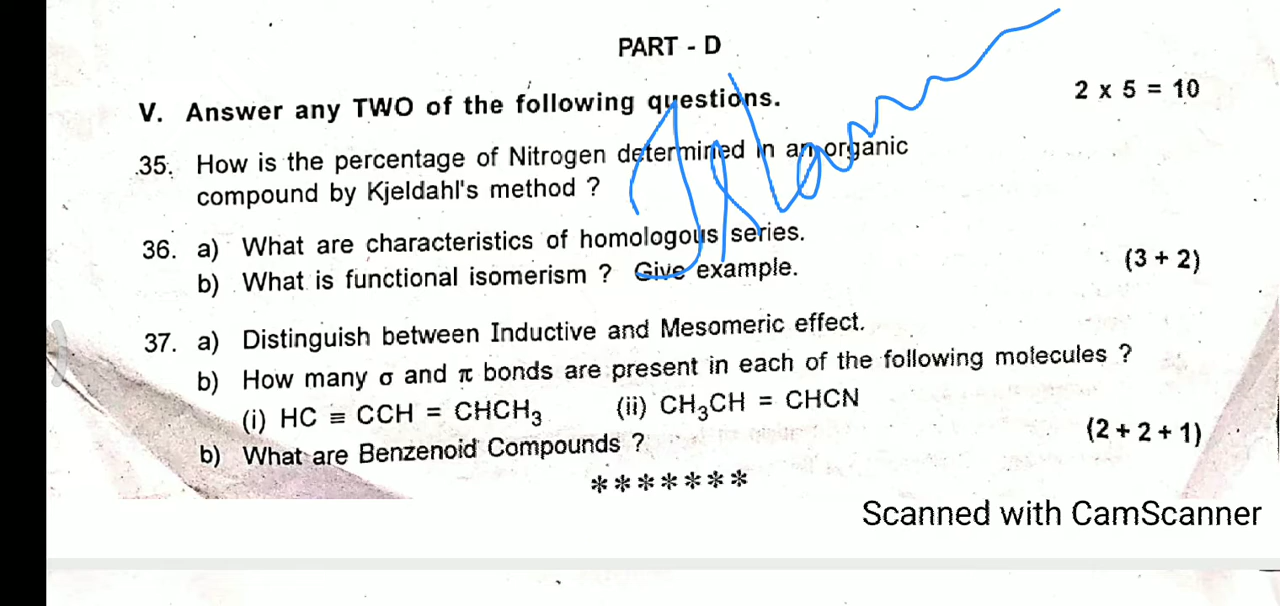 PART - D
V. Answer any TWO of the following questions. 2 x 5 = 10
35. How is the percentage of Nitrogen determined in an organic
compound by Kjeldahl's method ?
36. a) What are characteristics of homologous series.
b) What is functional isomerism ? Give example. (3 + 2)
37. a) Distinguish between Inductive and Mesomeric effect.
b) How many σ and π bonds are present in each of the following molecules ?
(i) HC ≡ CCH = CHCH₃ (ii) CH₃CH = CHCN
b) What are Benzenoid Compounds ? (2 + 2 + 1)
*******
Scanned with CamScanner